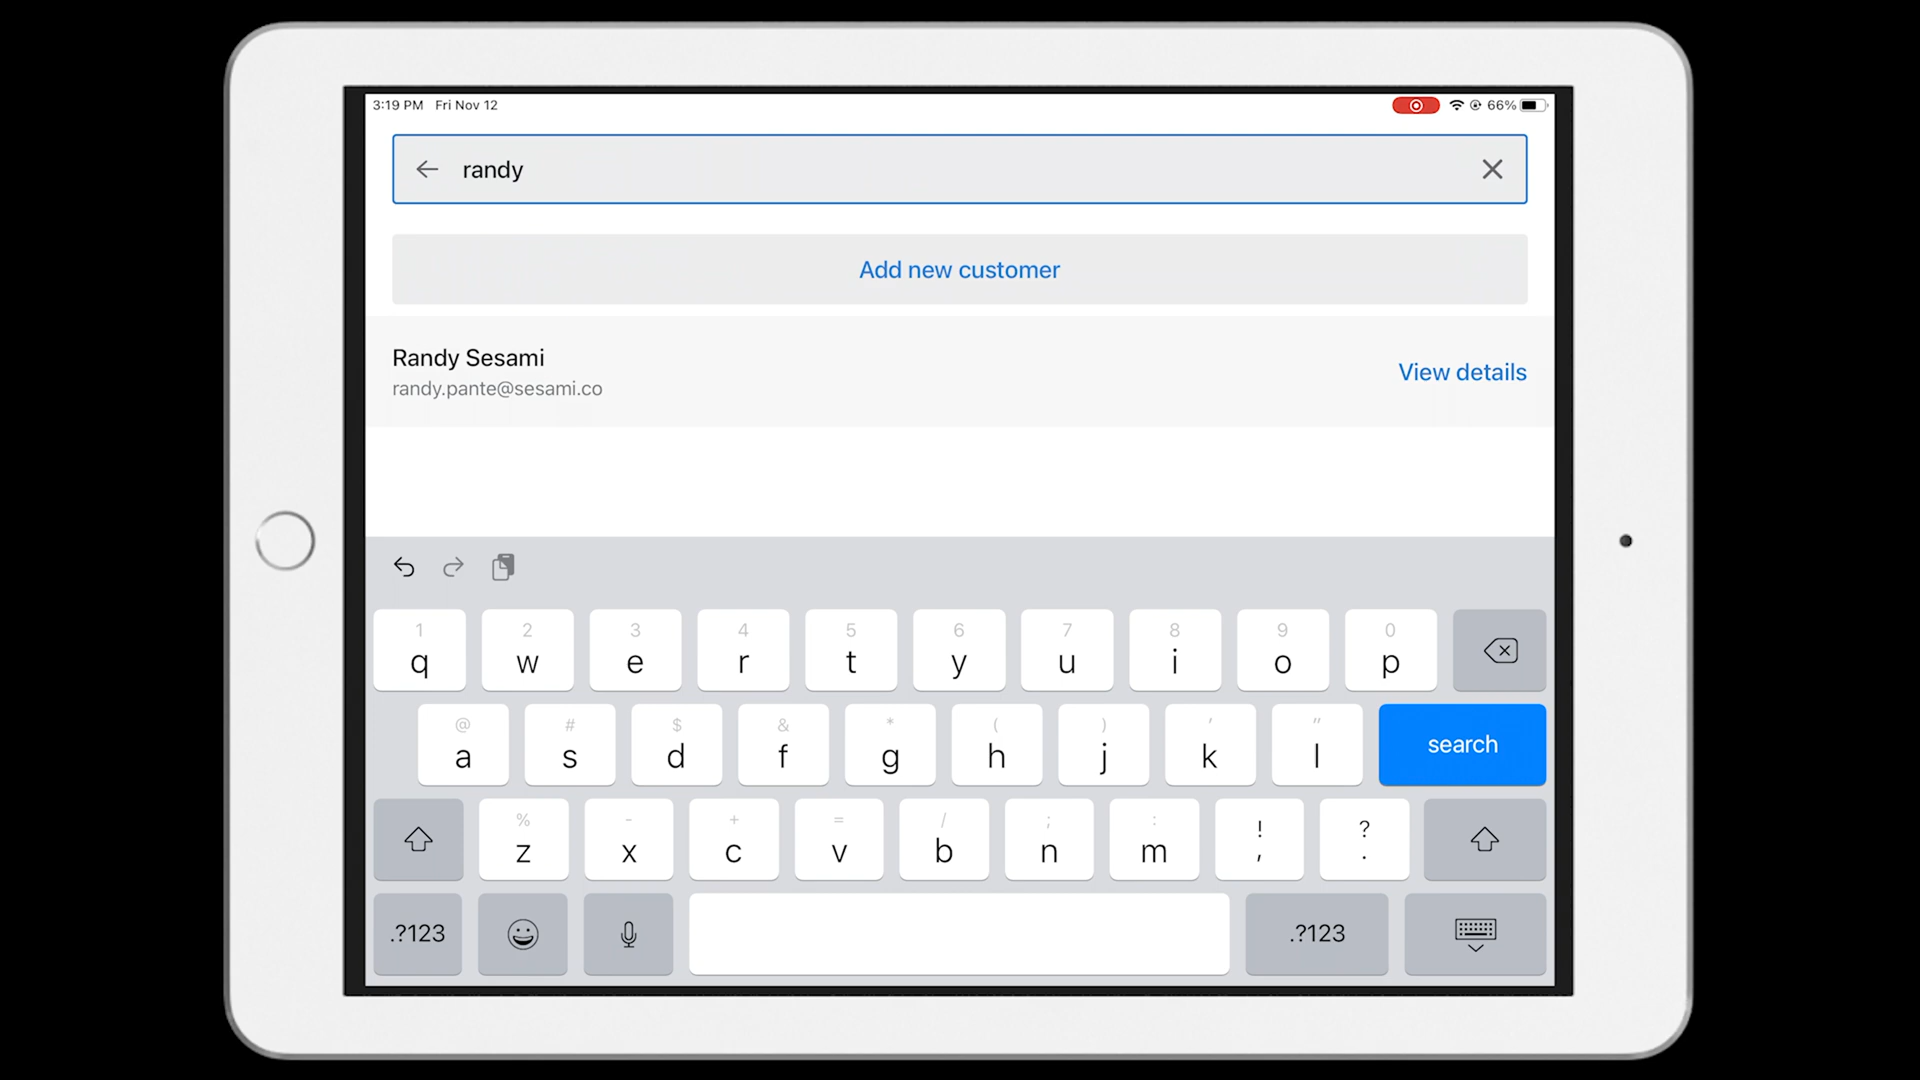 3:19 PM Fri Nov 12 66%
randy
Add new customer
Randy Sesami
randy.pante@sesami.co
View details
1 2 3 4 5 6 7 8 9 0
q w e r t y u i o p
@ # $ & * ( ) ' "
a s d f g h j k l search
% - + = / ; : ! ?
z x c v b n m , .
.?123 .?123